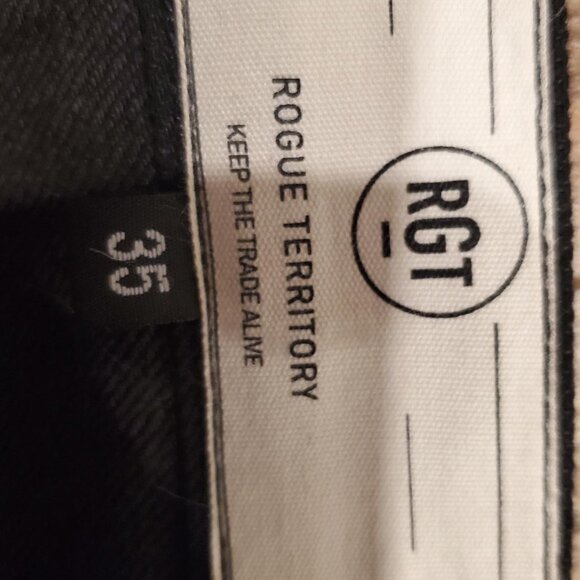 RGT
ROGUE TERRITORY
KEEP THE TRADE ALIVE
35